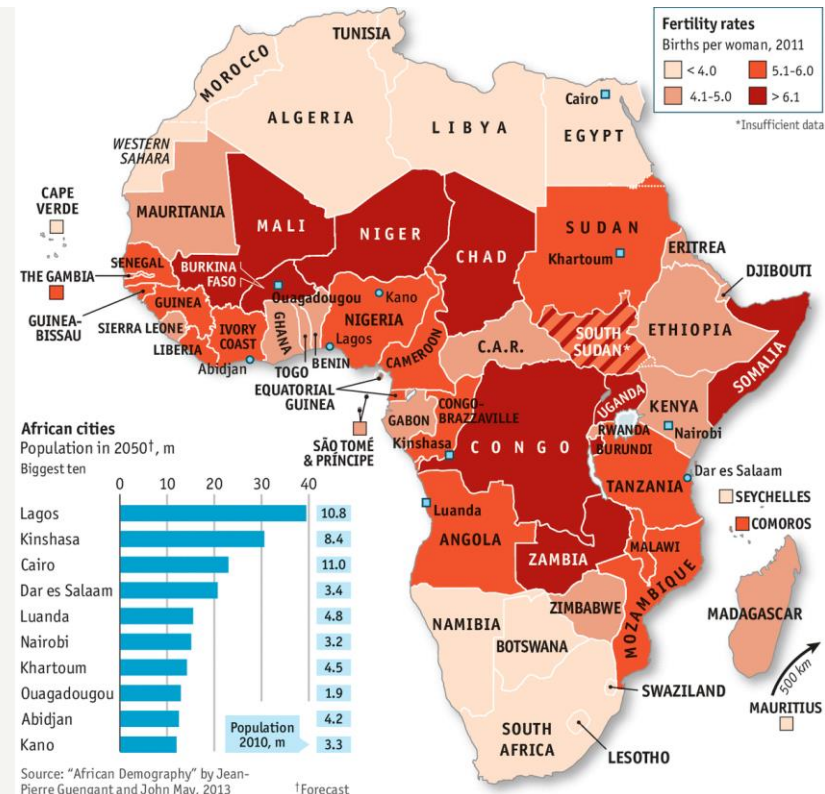 Fertility rates
Births per woman, 2011
< 4.0
5.1-6.0
4.1-5.0
> 6.1
*Insufficient data
TUNISIA
MOROCCO
ALGERIA
LIBYA
Cairo
EGYPT
WESTERN
SAHARA
CAPE
VERDE
MAURITANIA
MALI
NIGER
CHAD
SUDAN
Khartoum
ERITREA
DJIBOUTI
SENEGAL
THE GAMBIA
BURKINA
FASO
Ouagadougou
Kano
GUINEA-
BISSAU
GUINEA
NIGERIA
SIERRA LEONE
IVORY
COAST
GHANA
Lagos
LIBERIA
Abidjan
TOGO
BENIN
CAMEROON
C.A.R.
SOUTH
SUDAN*
ETHIOPIA
SOMALIA
EQUATORIAL
GUINEA
GABON
CONGO-
BRAZZAVILLE
UGANDA
KENYA
RWANDA
Nairobi
BURUNDI
SÃO TOMÉ
& PRÍNCIPE
Kinshasa
CONGO
Dar es Salaam
TANZANIA
SEYCHELLES
COMOROS
Luanda
ANGOLA
ZAMBIA
MALAWI
MOZAMBIQUE
ZIMBABWE
MADAGASCAR
NAMIBIA
BOTSWANA
500 km
SWAZILAND
MAURITIUS
SOUTH
AFRICA
LESOTHO
African cities
Population in 2050†, m
Biggest ten
0 10 20 30 40
Lagos 10.8
Kinshasa 8.4
Cairo 11.0
Dar es Salaam 3.4
Luanda 4.8
Nairobi 3.2
Khartoum 4.5
Ouagadougou 1.9
Abidjan 4.2
Kano 3.3
Population
2010, m
Source: "African Demography" by Jean-
Pierre Guengant and John May, 2013
†Forecast